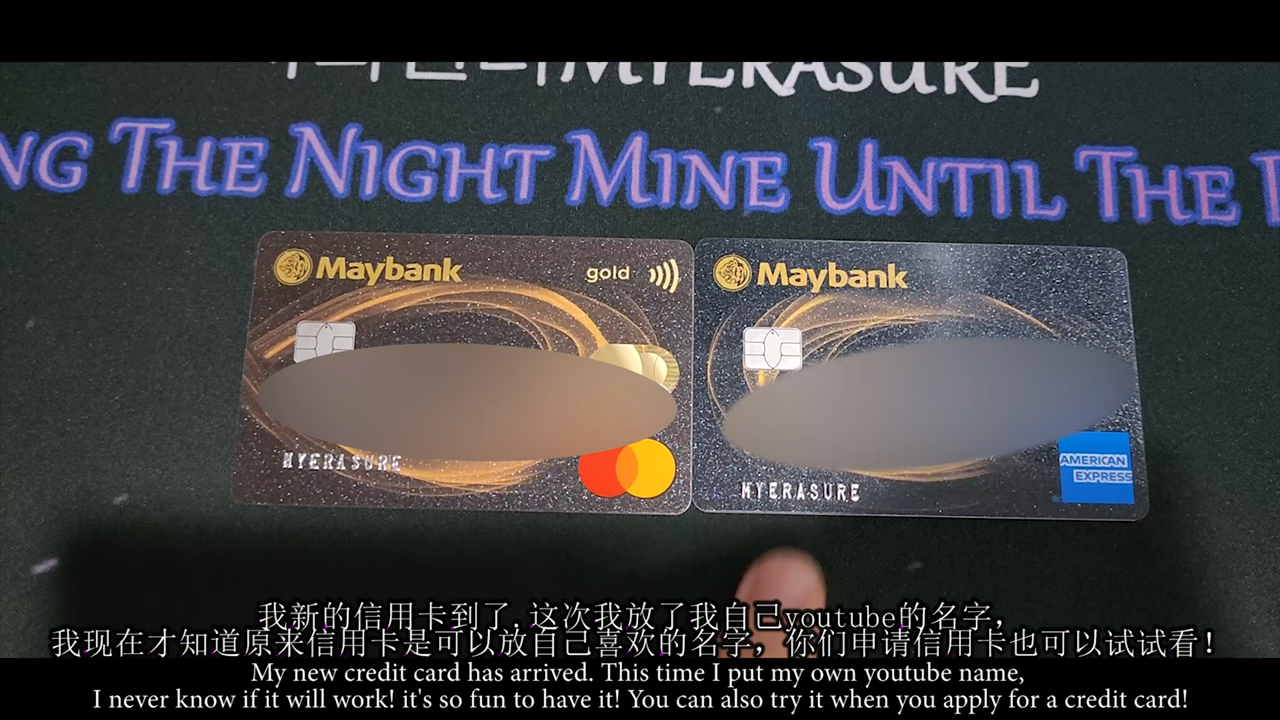 MYERASURE
NG THE NIGHT MINE UNTIL THE
Maybank
gold
MYERASURE
Maybank
MYERASURE
AMERICAN
EXPRESS
我新的信用卡到了,这次我放了我自己youtube的名字,
我现在才知道原来信用卡是可以放自己喜欢的名字，你们申请信用卡也可以试试看！
My new credit card has arrived. This time I put my own youtube name,
I never know if it will work! it's so fun to have it! You can also try it when you apply for a credit card!